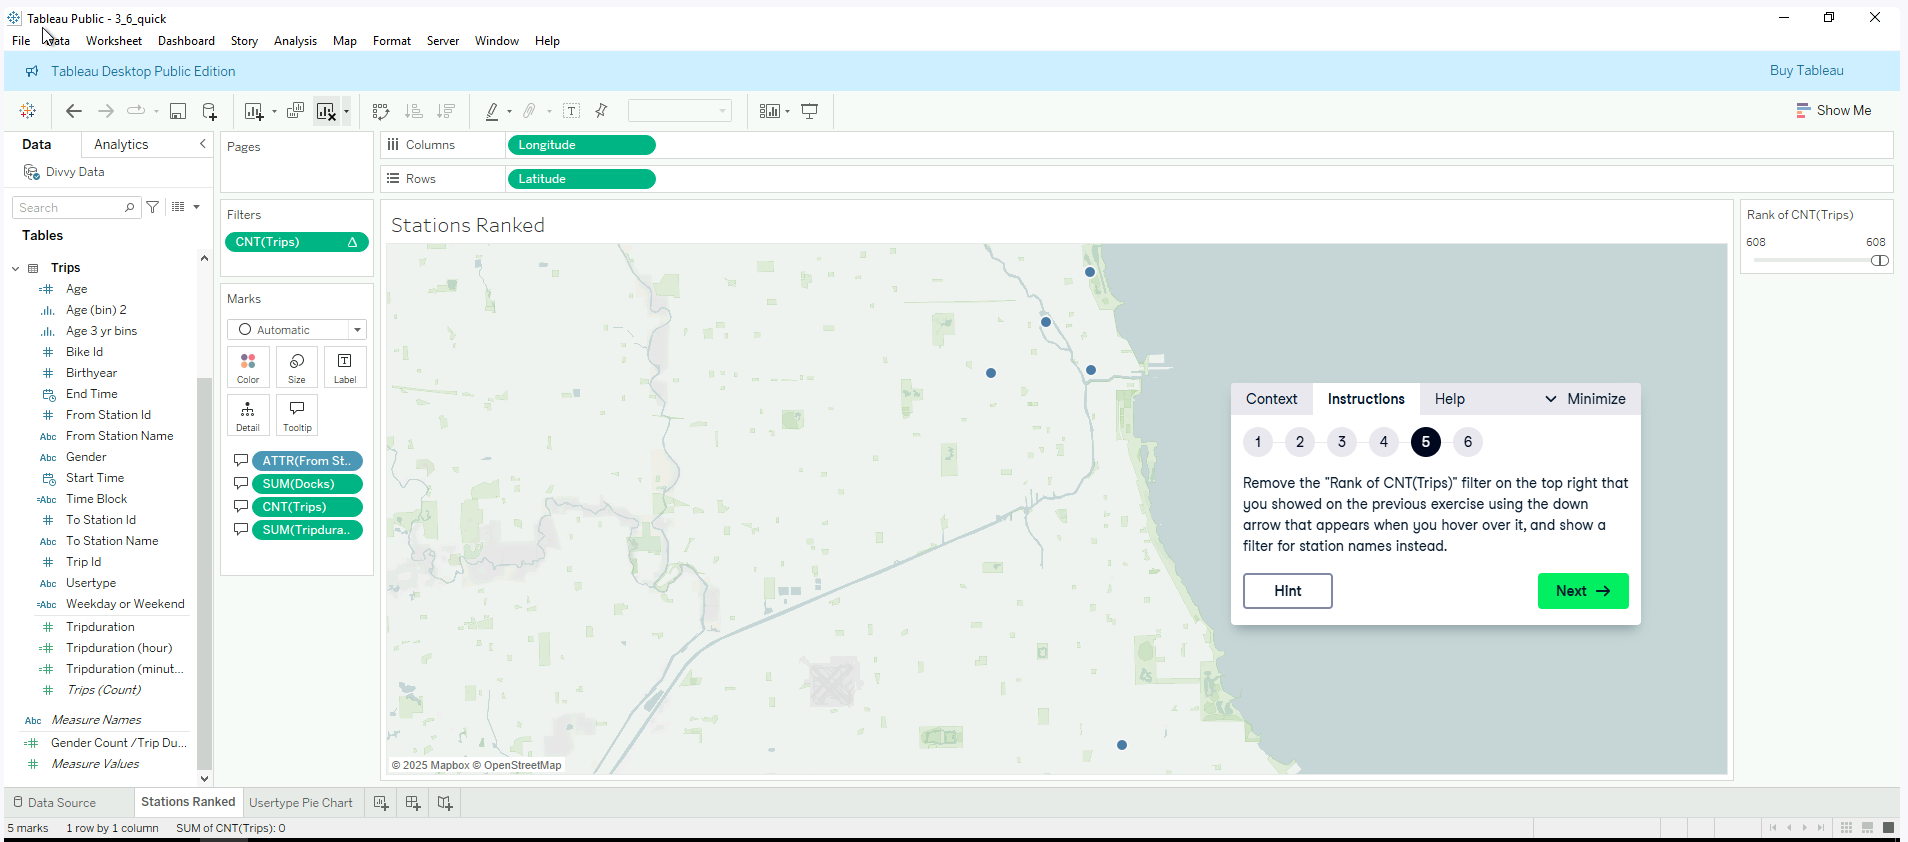 Tableau Public - 3_6_quick
File Data Worksheet Dashboard Story Analysis Map Format Server Window Help
Tableau Desktop Public Edition
Buy Tableau
Show Me
Data
Analytics
Divvy Data
Search
Tables
Trips
Age
Age (bin) 2
Age 3 yr bins
Bike Id
Birthyear
End Time
From Station Id
Abc From Station Name
Abc Gender
Start Time
=Abc Time Block
To Station Id
Abc To Station Name
Trip Id
Abc Usertype
=Abc Weekday or Weekend
Tripduration
Tripduration (hour)
Tripduration (minut...
Trips (Count)
Abc Measure Names
Gender Count /Trip Du...
Measure Values
Pages
Filters
CNT(Trips)
Marks
Automatic
Color
Size
Label
Detail
Tooltip
ATTR(From St..
SUM(Docks)
CNT(Trips)
SUM(Tripdura..
Columns
Longitude
Rows
Latitude
Stations Ranked
© 2025 Mapbox © OpenStreetMap
Rank of CNT(Trips)
608
608
Context
Instructions
Help
Minimize
1
2
3
4
5
6
Remove the "Rank of CNT(Trips)" filter on the top right that
you showed on the previous exercise using the down
arrow that appears when you hover over it, and show a
filter for station names instead.
Hint
Next
Data Source
Stations Ranked
Usertype Pie Chart
5 marks
1 row by 1 column
SUM of CNT(Trips): 0